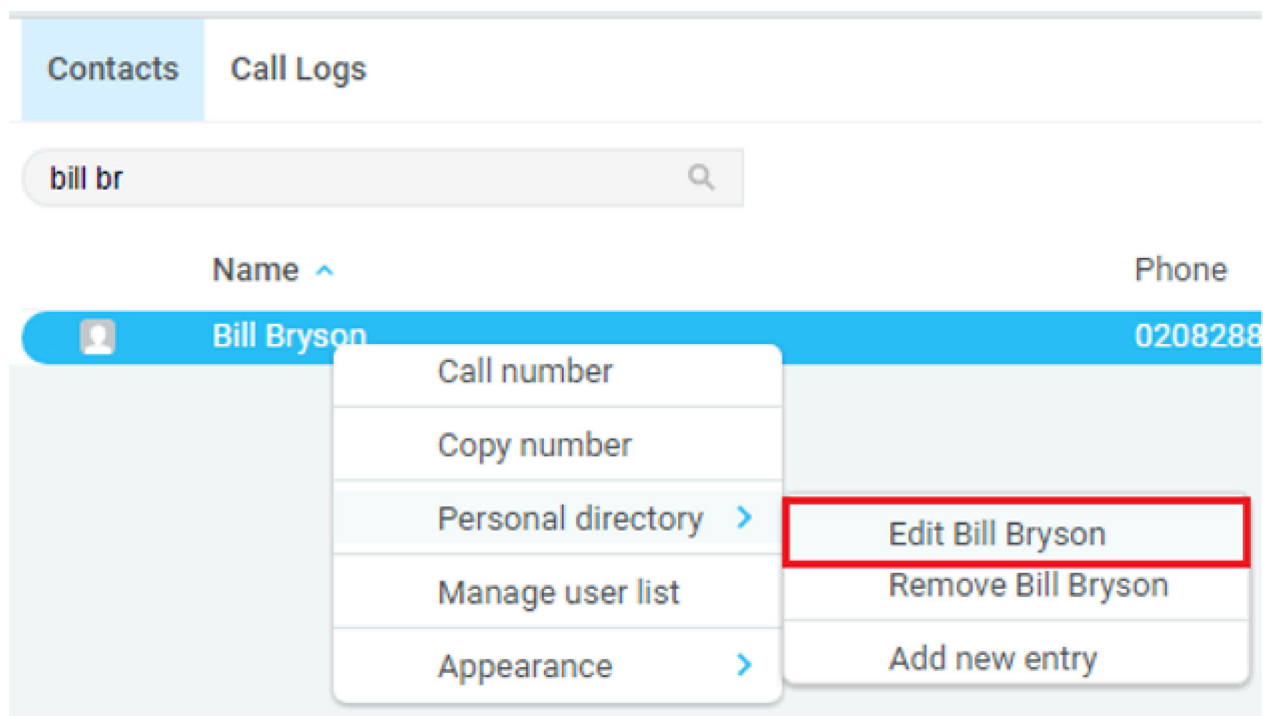 Contacts Call Logs
bill br
Name Phone
Bill Bryson 0208288
Call number
Copy number
Personal directory
Edit Bill Bryson
Remove Bill Bryson
Manage user list
Add new entry
Appearance